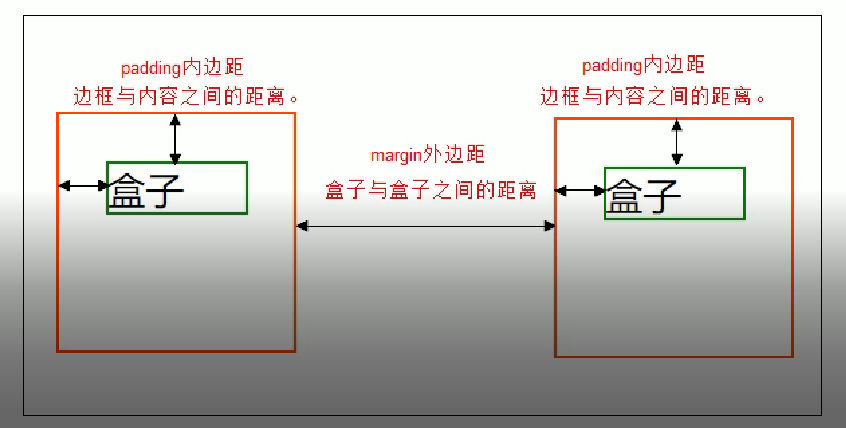 padding内边距
边框与内容之间的距离。
盒子
margin外边距
盒子与盒子之间的距离
padding内边距
边框与内容之间的距离。
盒子